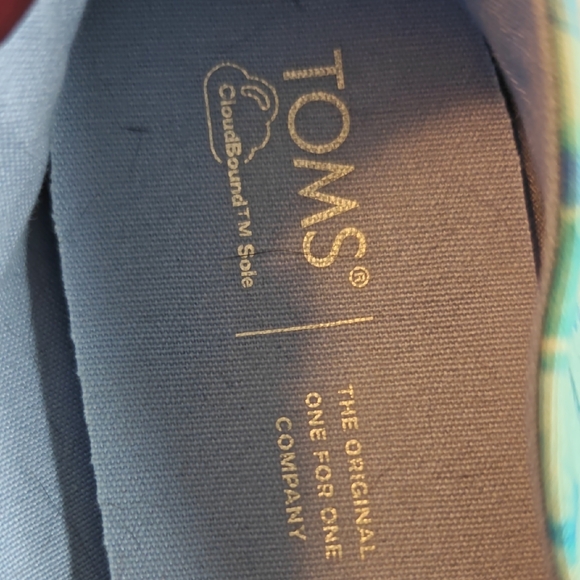 TOMS®
CloudBound™ Sole
THE ORIGINAL
ONE FOR ONE
COMPANY